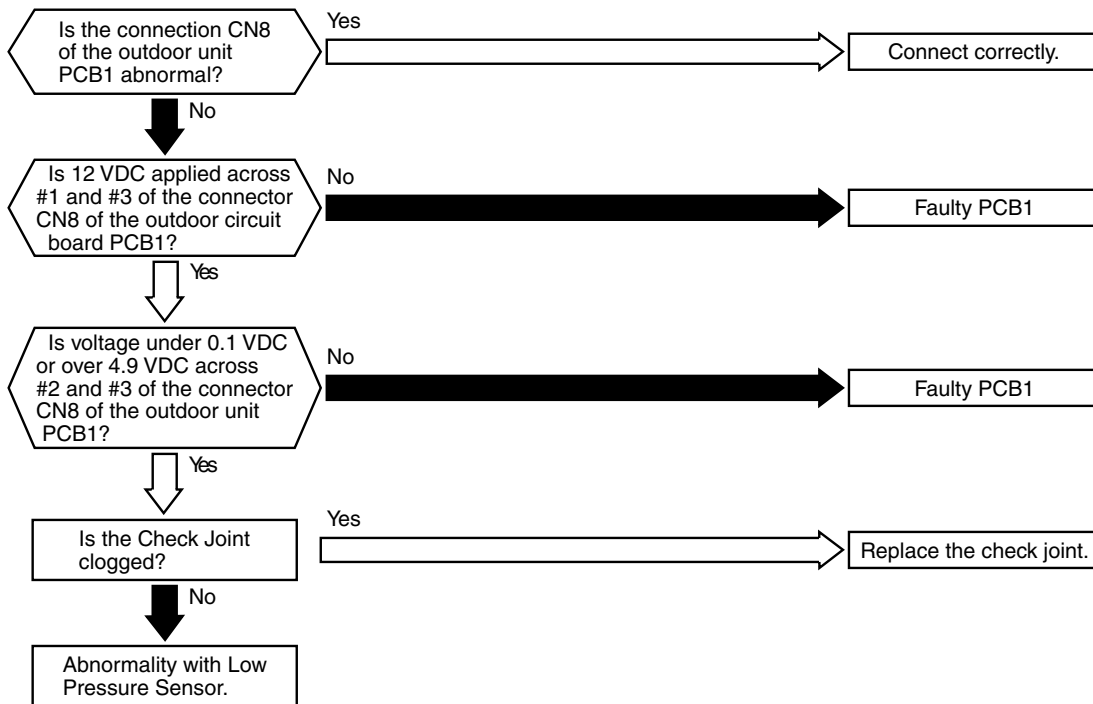 Is the connection CN8
of the outdoor unit
PCB1 abnormal?
Yes
Connect correctly.
No
Is 12 VDC applied across
#1 and #3 of the connector
CN8 of the outdoor circuit
board PCB1?
No
Faulty PCB1
Yes
Is voltage under 0.1 VDC
or over 4.9 VDC across
#2 and #3 of the connector
CN8 of the outdoor unit
PCB1?
No
Faulty PCB1
Yes
Is the Check Joint
clogged?
Yes
Replace the check joint.
No
Abnormality with Low
Pressure Sensor.